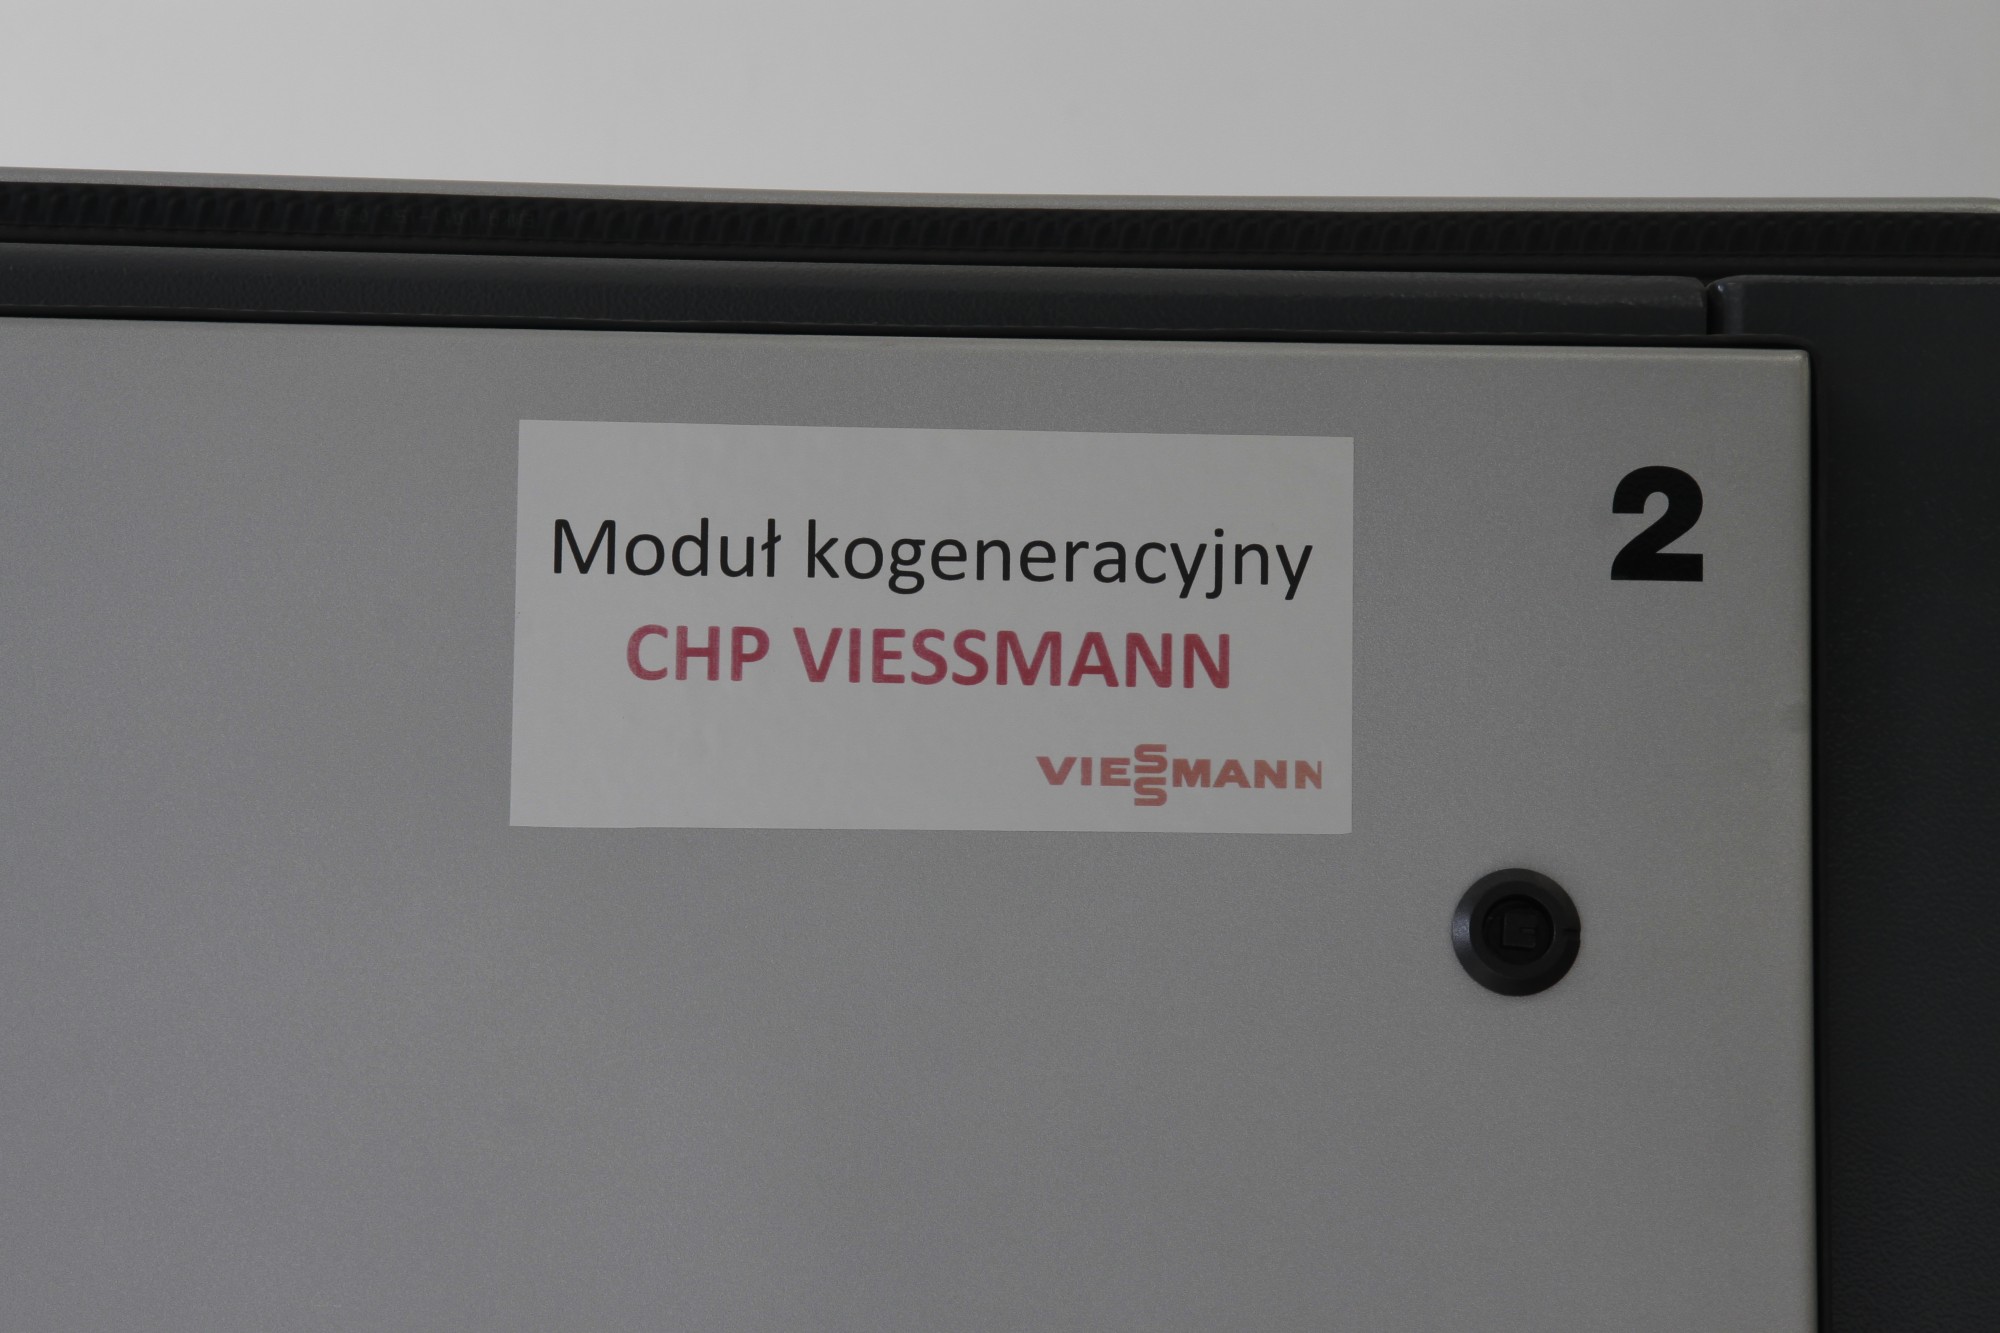 Moduł kogeneracyjny
CHP VIESSMANN
VIESSMANN
2